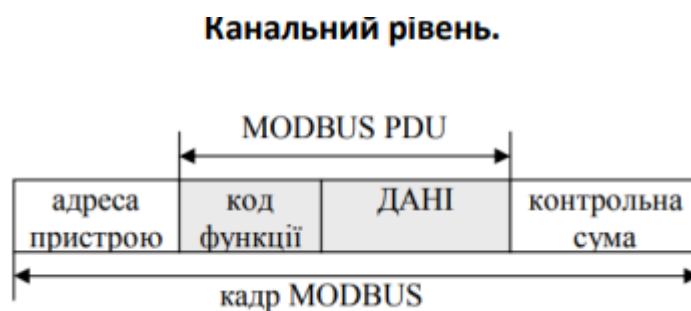 Канальний рівень.
MODBUS PDU
адреса пристрою
код функції
ДАНІ
контрольна сума
кадр MODBUS